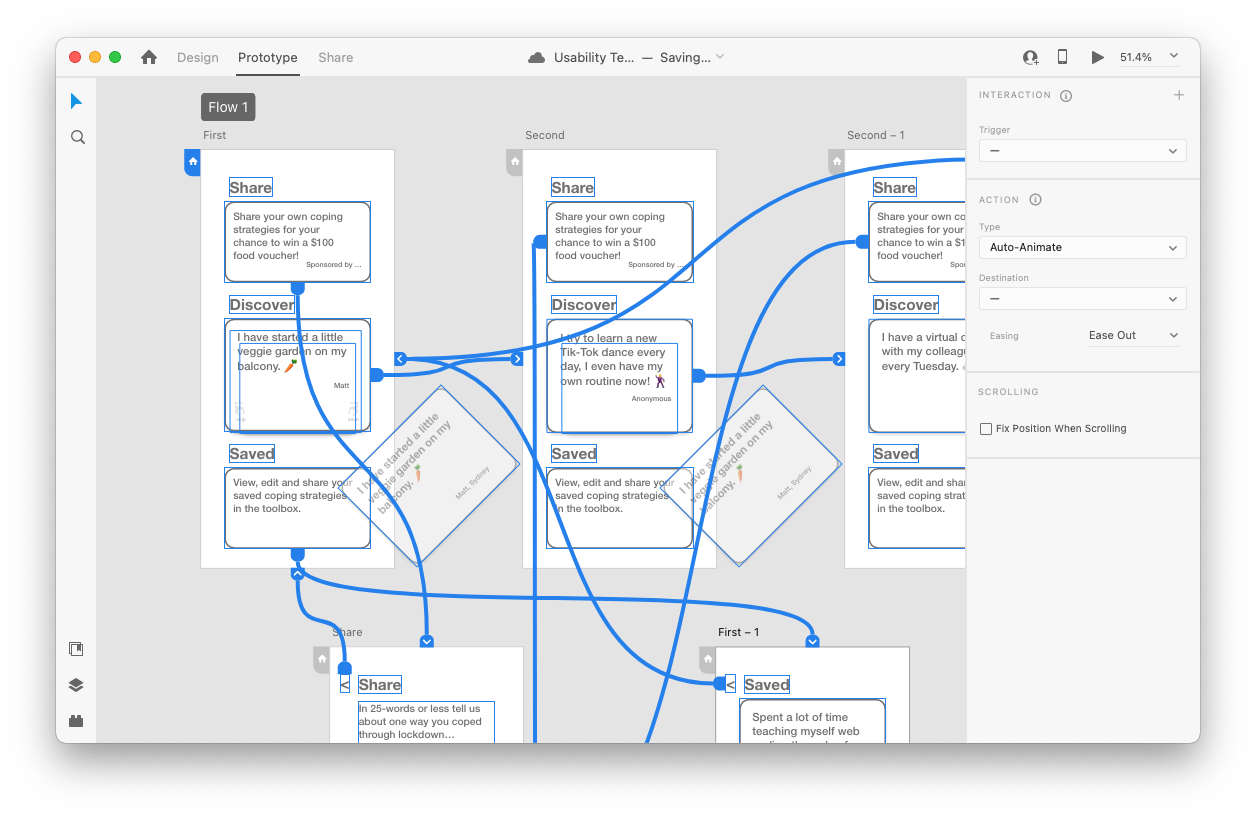 Design Prototype Share
Usability Te... — Saving...
51.4%
Flow 1
First
Share
Share your own coping
strategies for your
chance to win a $100
food voucher!
Sponsored by ...
Discover
I have started a little
veggie garden on my
balcony. 🥕
Matt
Saved
View, edit and share your
saved coping strategies
in the toolbox.
I have started a little
veggie garden on my
balcony. 🥕
Matt, Sydney
Second
Share
Share your own coping
strategies for your
chance to win a $100
food voucher!
Sponsored by ...
Discover
I try to learn a new
Tik-Tok dance every
day, I even have my
own routine now! 🕺
Anonymous
Saved
View, edit and share your
saved coping strategies
in the toolbox.
I have started a little
veggie garden on my
balcony. 🥕
Matt, Sydney
Second – 1
Share
Share your own co
strategies for your
chance to win a $1
food voucher!
Spo
Discover
I have a virtual c
with my colleag
every Tuesday.
Saved
View, edit and shar
saved coping strate
in the toolbox.
Share
< Share
In 25-words or less tell us
about one way you coped
through lockdown...
First – 1
< Saved
Spent a lot of time
teaching myself web
INTERACTION
Trigger
—
ACTION
Type
Auto-Animate
Destination
—
Easing Ease Out
SCROLLING
Fix Position When Scrolling